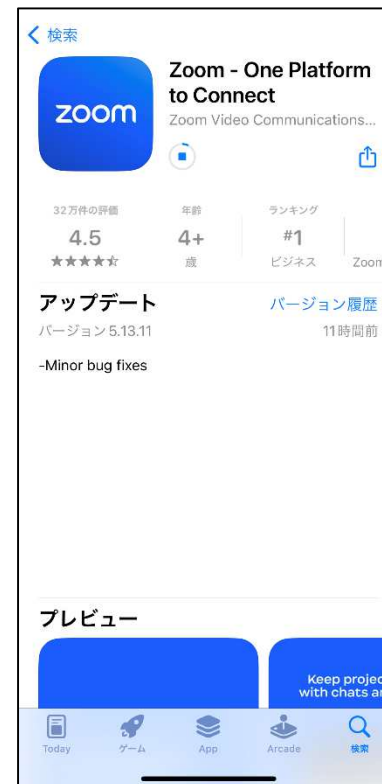 検索
zoom
Zoom - One Platform
to Connect
Zoom Video Communications...
32万件の評価
年齢
ランキング
4.5
4+
#1
★★★★⯪
歳
ビジネス
Zoom
アップデート
バージョン履歴
バージョン 5.13.11
11時間前
-Minor bug fixes
プレビュー
Keep projec
with chats a
Today
ゲーム
App
Arcade
検索